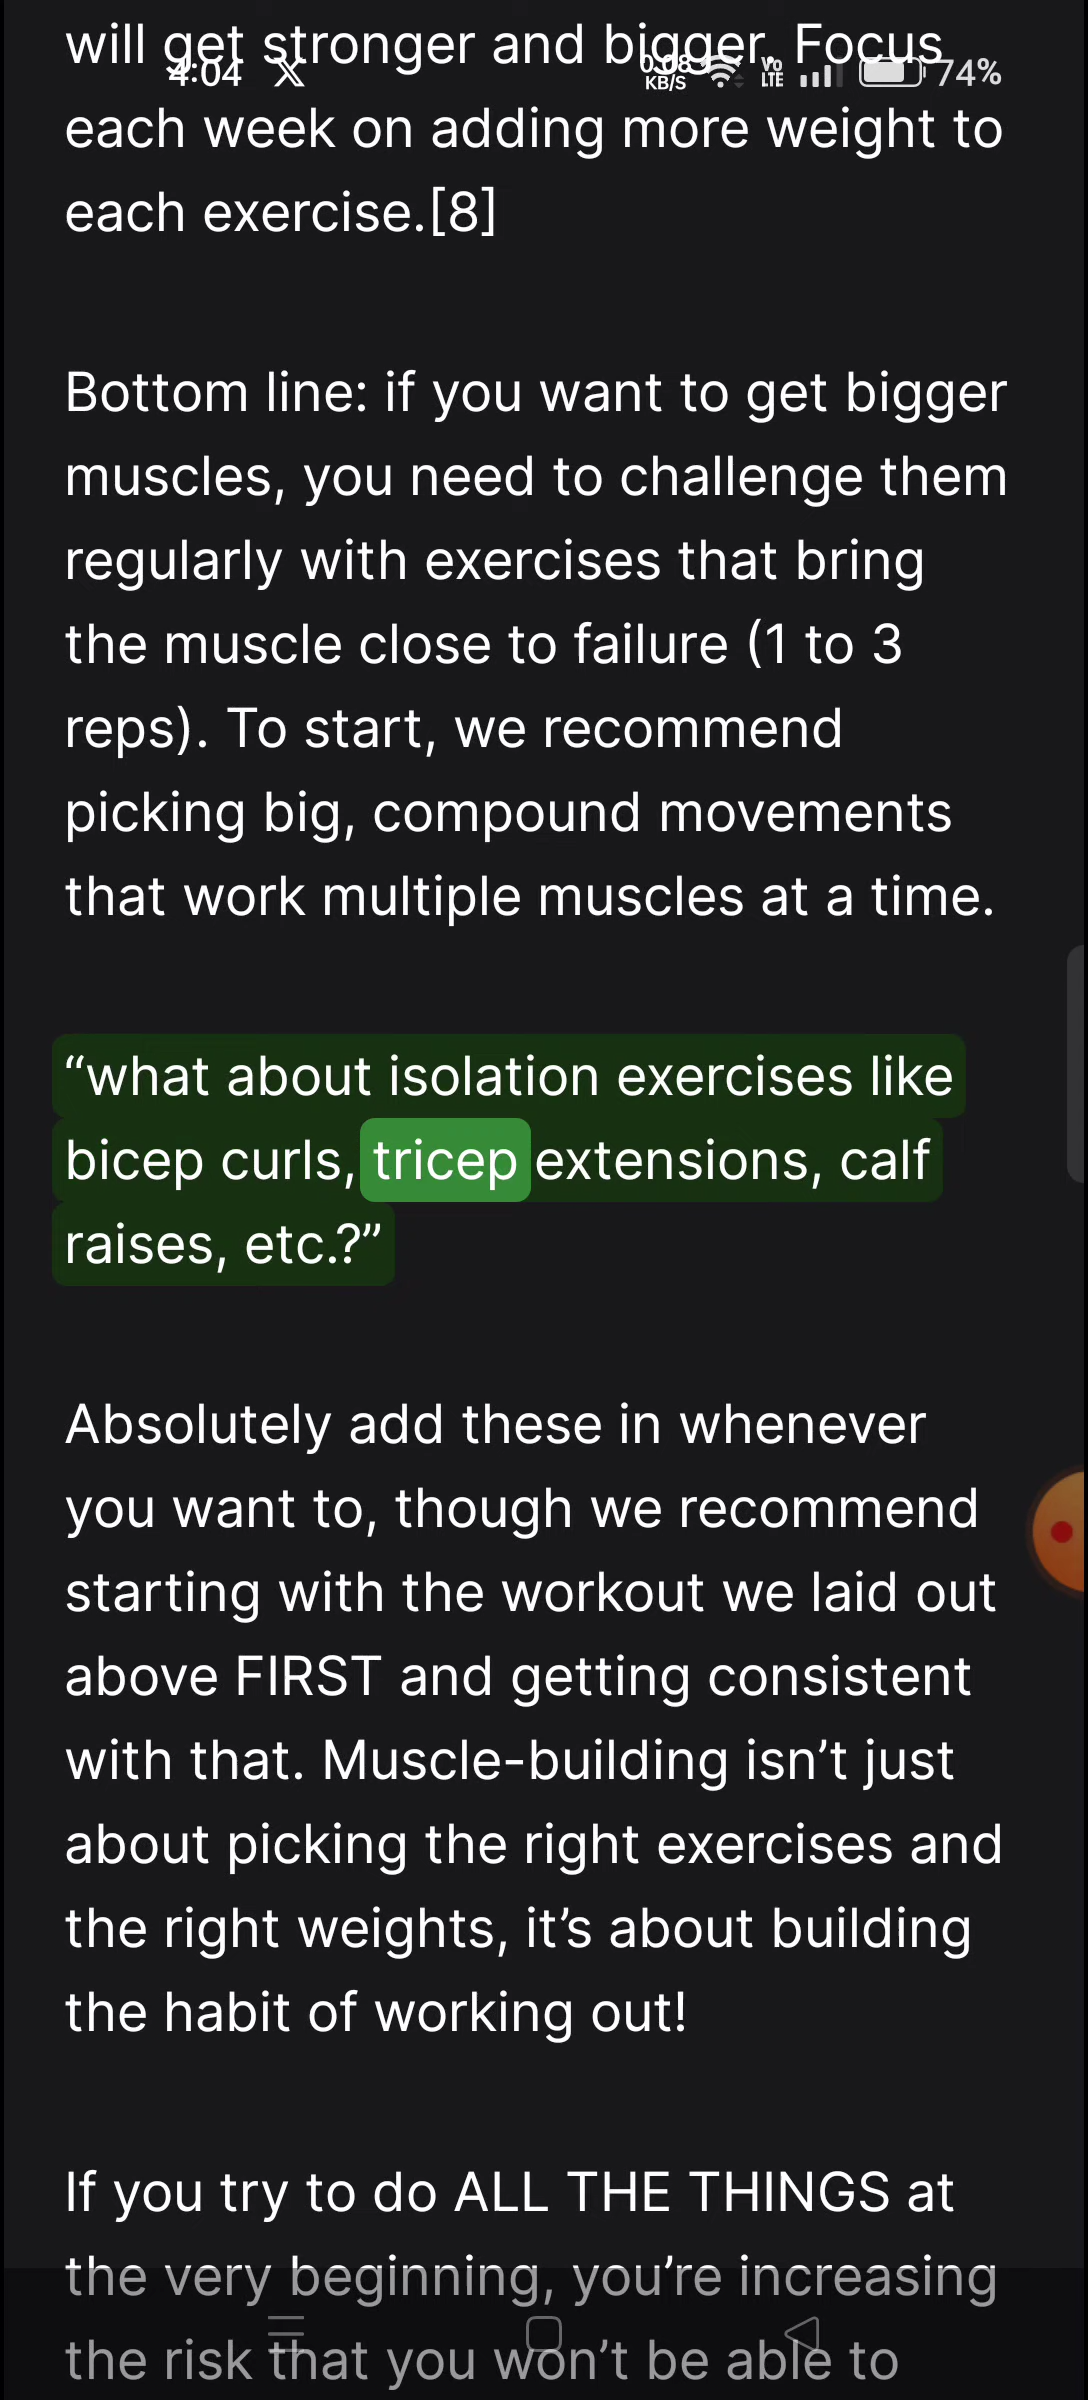 will get stronger and bigger. Focus
4:04 X 0.08 KB/S Vo LTE 74%
each week on adding more weight to
each exercise.[8]
Bottom line: if you want to get bigger
muscles, you need to challenge them
regularly with exercises that bring
the muscle close to failure (1 to 3
reps). To start, we recommend
picking big, compound movements
that work multiple muscles at a time.
“what about isolation exercises like
bicep curls, tricep extensions, calf
raises, etc.?”
Absolutely add these in whenever
you want to, though we recommend
starting with the workout we laid out
above FIRST and getting consistent
with that. Muscle-building isn’t just
about picking the right exercises and
the right weights, it’s about building
the habit of working out!
If you try to do ALL THE THINGS at
the very beginning, you’re increasing
the risk that you won’t be able to